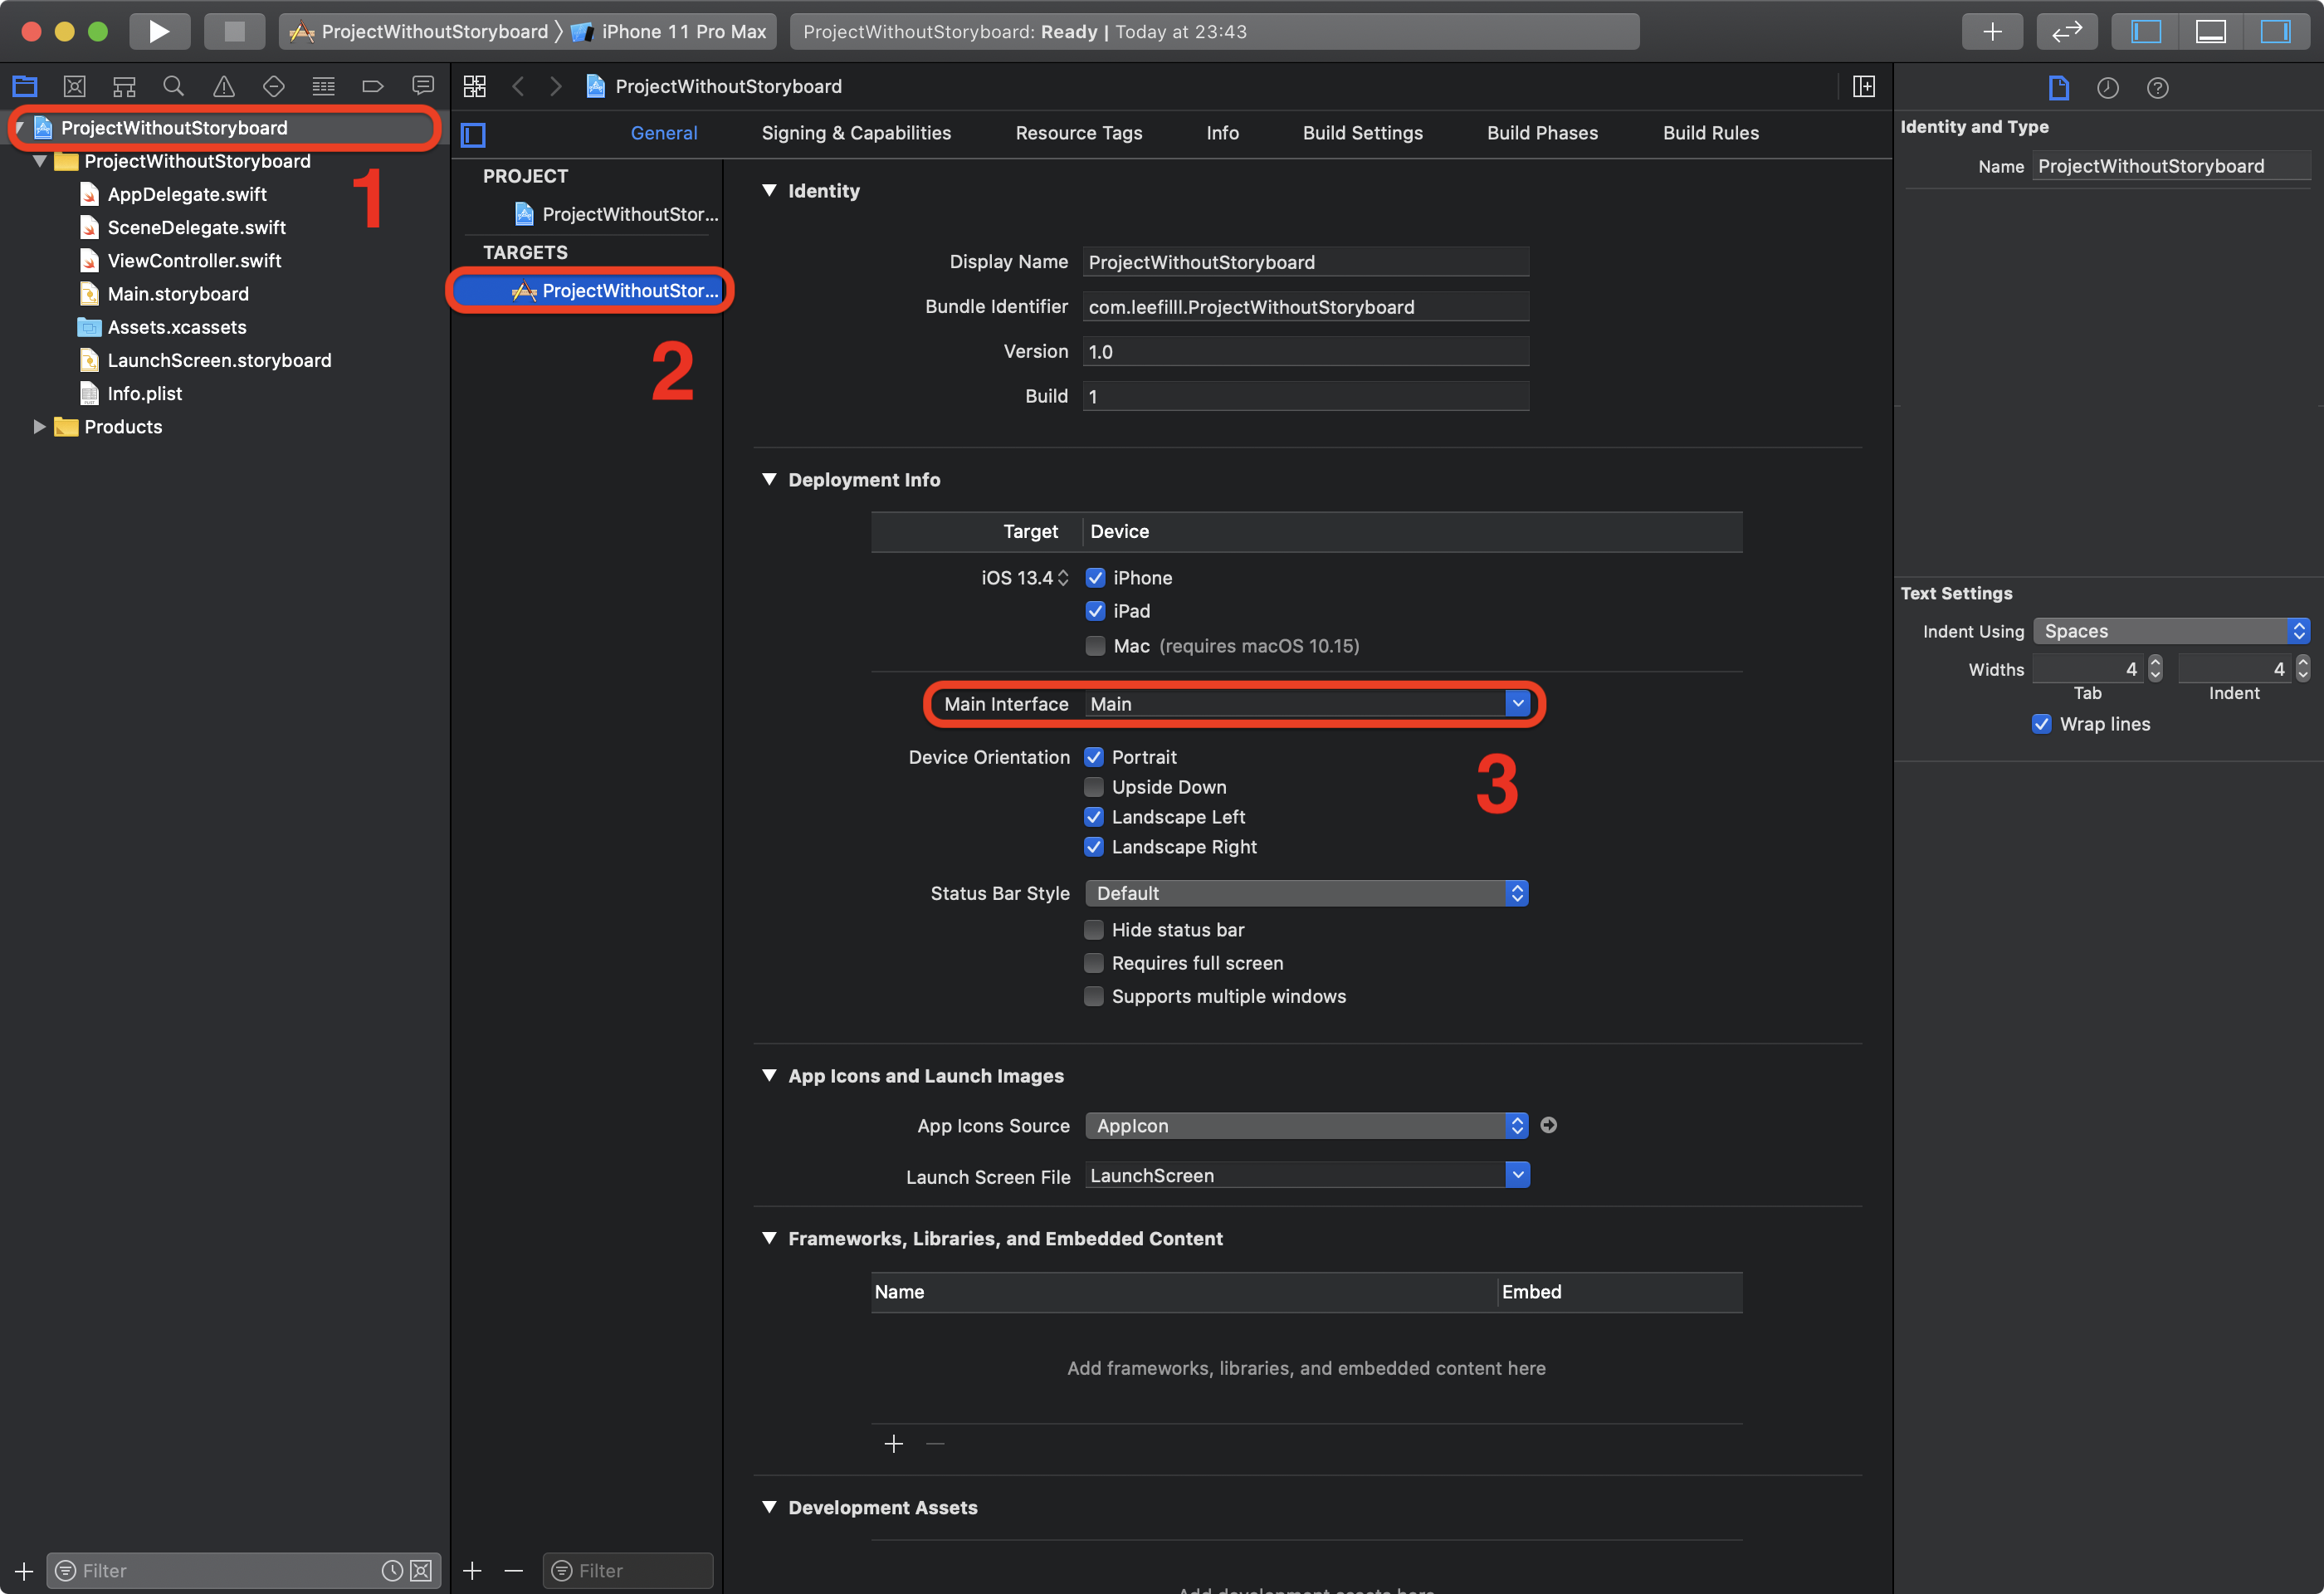 ProjectWithoutStoryboard 〉 iPhone 11 Pro Max
ProjectWithoutStoryboard: Ready | Today at 23:43
ProjectWithoutStoryboard
ProjectWithoutStoryboard
AppDelegate.swift
SceneDelegate.swift
ViewController.swift
Main.storyboard
Assets.xcassets
LaunchScreen.storyboard
Info.plist
Products
1
Filter
ProjectWithoutStoryboard
General Signing & Capabilities Resource Tags Info Build Settings Build Phases Build Rules
PROJECT
ProjectWithoutStor...
TARGETS
ProjectWithoutStor...
2
Filter
Identity
Display Name ProjectWithoutStoryboard
Bundle Identifier com.leefilll.ProjectWithoutStoryboard
Version 1.0
Build 1
Deployment Info
Target Device
iOS 13.4 iPhone
iPad
Mac (requires macOS 10.15)
Main Interface Main
3
Device Orientation Portrait
Upside Down
Landscape Left
Landscape Right
Status Bar Style Default
Hide status bar
Requires full screen
Supports multiple windows
App Icons and Launch Images
App Icons Source AppIcon
Launch Screen File LaunchScreen
Frameworks, Libraries, and Embedded Content
Name Embed
Add frameworks, libraries, and embedded content here
Development Assets
Add development assets here
Identity and Type
Name ProjectWithoutStoryboard
Text Settings
Indent Using Spaces
Widths 4 4
Tab Indent
Wrap lines